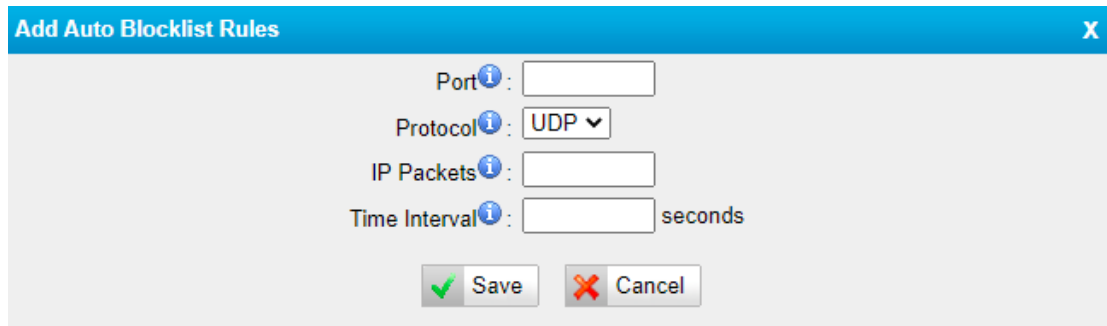 Add Auto Blocklist Rules X
Port i :
Protocol i : UDP
IP Packets i :
Time Interval i : seconds
Save Cancel